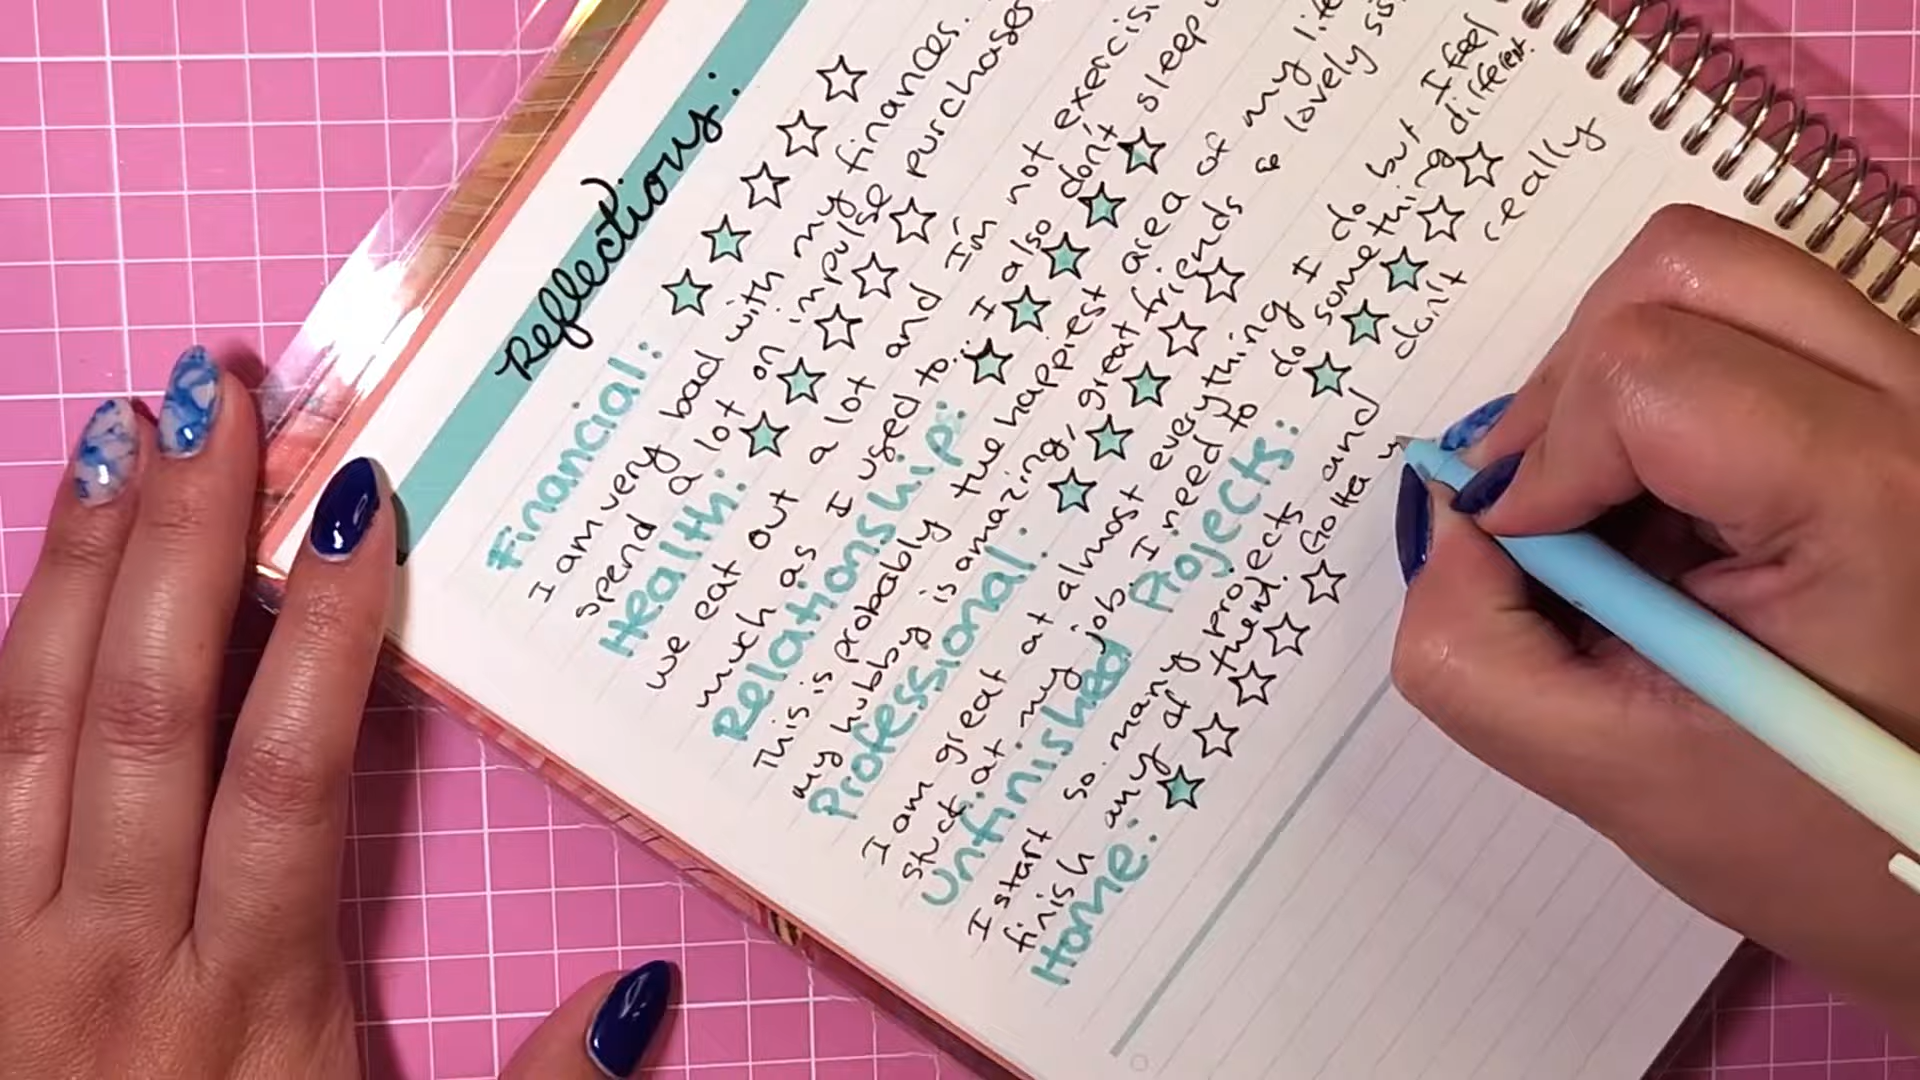 Reflections:
Financial:
I am very bad with my finances.
spend a lot on impulse purchases
Health:
we eat out a lot and I'm not exercisi
much as I used to. I also don't sleep
Relationships:
This is probably the happiest area of my life
my hubby is amazing, great friends & lovely sis
Professional:
I am great at almost everything I do but I feel
stuck at my job. I need to do something different.
Unfinished Projects:
I start so many projects and don't really
finish any of them. Gotta
Home: